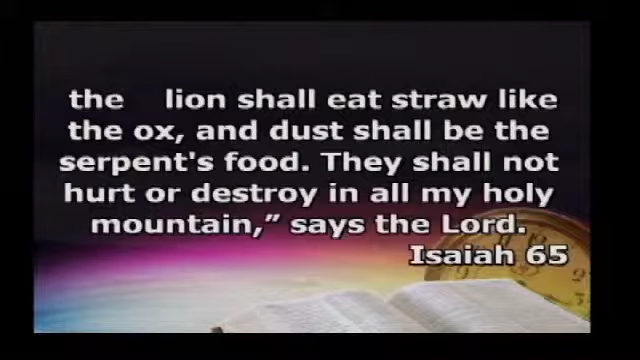 the lion shall eat straw like
the ox, and dust shall be the
serpent's food. They shall not
hurt or destroy in all my holy
mountain,” says the Lord.
Isaiah 65